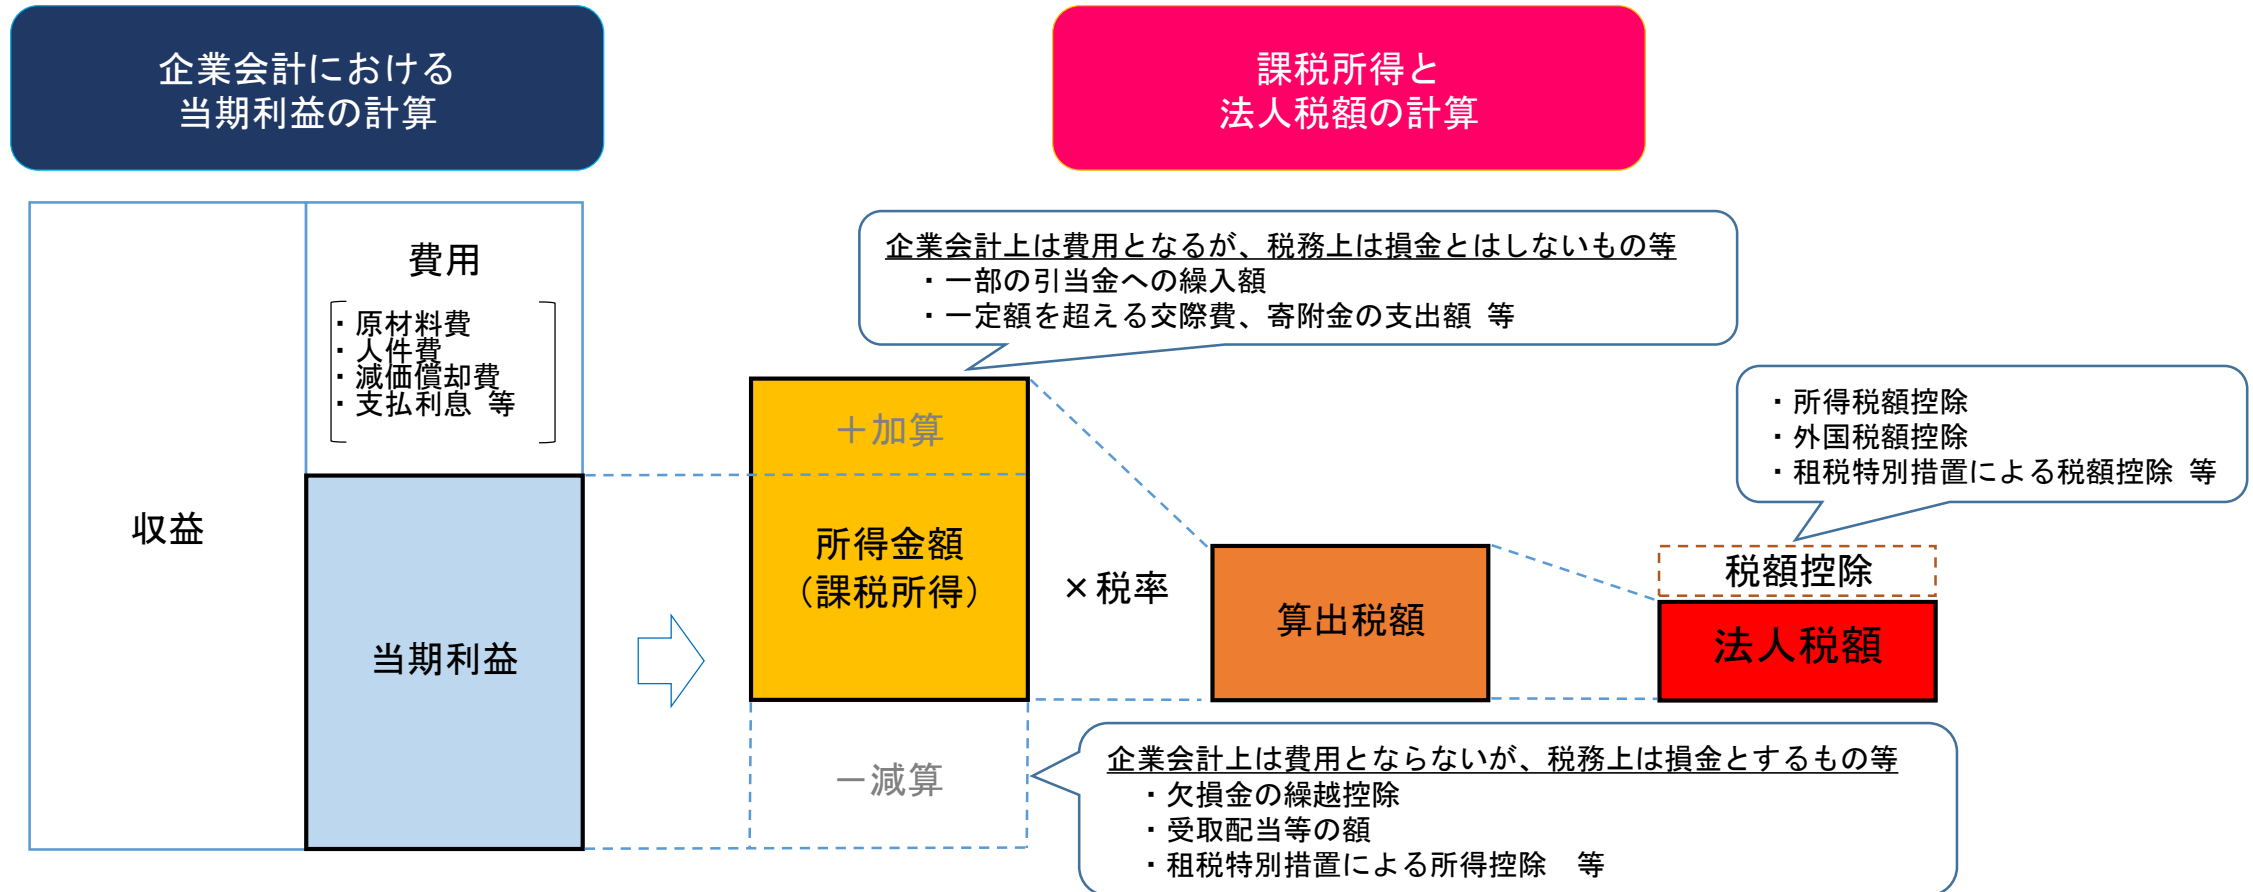 企業会計における
当期利益の計算
課税所得と
法人税額の計算
収益
費用
・原材料費
・人件費
・減価償却費
・支払利息 等
当期利益
企業会計上は費用となるが、税務上は損金とはしないもの等
・一部の引当金への繰入額
・一定額を超える交際費、寄附金の支出額 等
＋加算
所得金額
（課税所得）
－減算
×税率
算出税額
・所得税額控除
・外国税額控除
・租税特別措置による税額控除 等
税額控除
法人税額
企業会計上は費用とならないが、税務上は損金とするもの等
・欠損金の繰越控除
・受取配当等の額
・租税特別措置による所得控除　等